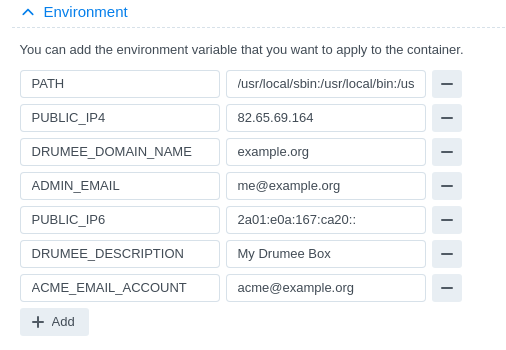 Environment
You can add the environment variable that you want to apply to the container.
PATH /usr/local/sbin:/usr/local/bin:/us
PUBLIC_IP4 82.65.69.164
DRUMEE_DOMAIN_NAME example.org
ADMIN_EMAIL me@example.org
PUBLIC_IP6 2a01:e0a:167:ca20::
DRUMEE_DESCRIPTION My Drumee Box
ACME_EMAIL_ACCOUNT acme@example.org
Add